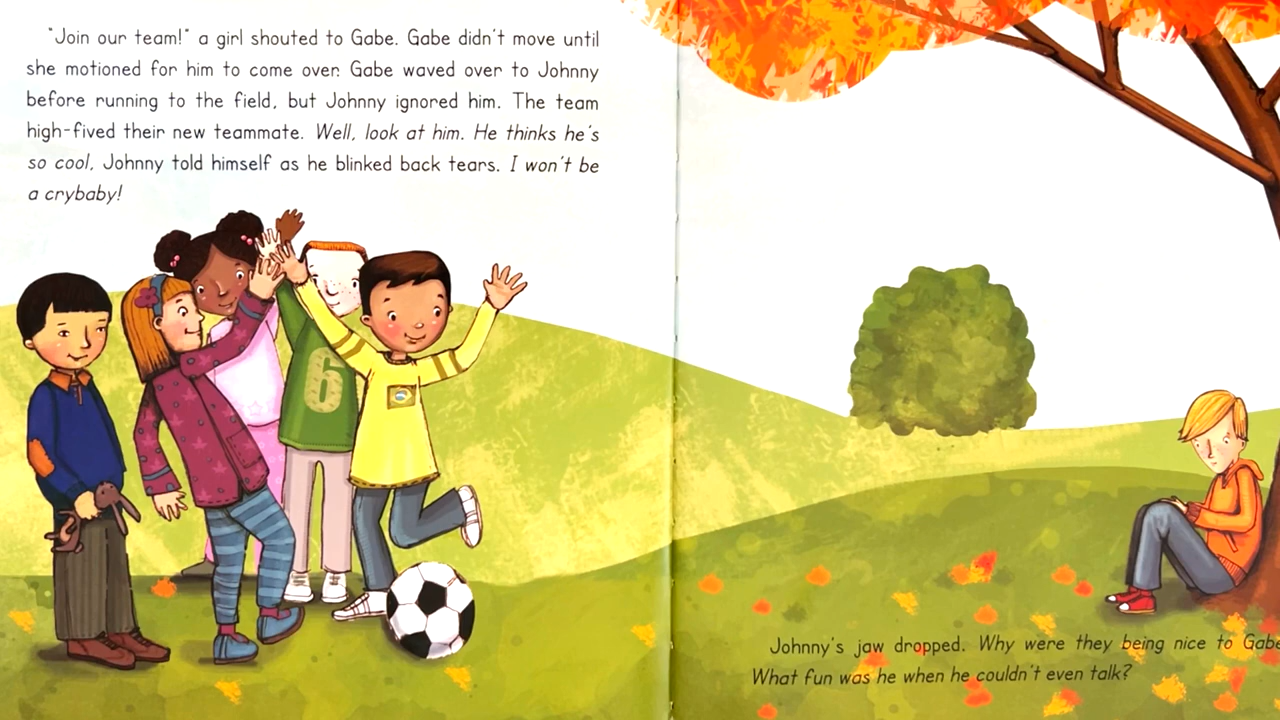 "Join our team!" a girl shouted to Gabe. Gabe didn't move until
she motioned for him to come over. Gabe waved over to Johnny
before running to the field, but Johnny ignored him. The team
high-fived their new teammate. Well, look at him. He thinks he's
so cool, Johnny told himself as he blinked back tears. I won't be
a crybaby!
6
Johnny's jaw dropped. Why were they being nice to Gabe
What fun was he when he couldn't even talk?